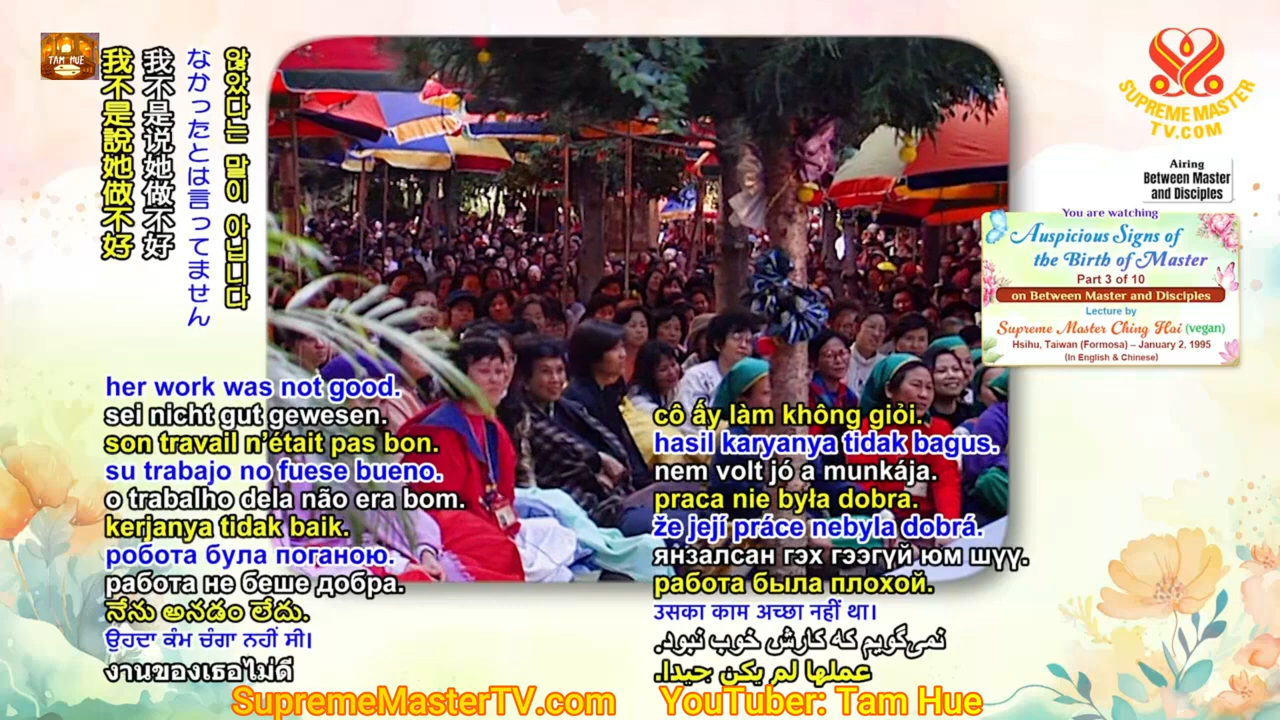 TAM HUE
我不是說她做不好
我不是说她做不好
なかったとは言ってません
않았다는 말이 아닙니다
SUPREME MASTER
TV.COM
Airing
Between Master
and Disciples
You are watching
Auspicious Signs of
the Birth of Master
Part 3 of 10
on Between Master and Disciples
Lecture by
Supreme Master Ching Hai (vegan)
Hsihu, Taiwan (Formosa) – January 2, 1995
(In English & Chinese)
her work was not good.
sei nicht gut gewesen.
son travail n'était pas bon.
su trabajo no fuese bueno.
o trabalho dela não era bom.
kerjanya tidak baik.
робота була поганою.
работа не беше добра.
నేను అనడం లేదు.
ਉਹਦਾ ਕੰਮ ਚੰਗਾ ਨਹੀਂ ਸੀ।
งานของเธอไม่ดี
cô ấy làm không giỏi.
hasil karyanya tidak bagus.
nem volt jó a munkája.
praca nie była dobra.
že její práce nebyla dobrá.
янзалсан гэх гээгүй юм шүү.
работа была плохой.
उसका काम अच्छा नहीं था।
نمی‌گویم که کارش خوب نبود.
عملها لم يكن جيدا.
SupremeMasterTV.com
YouTuber: Tam Hue